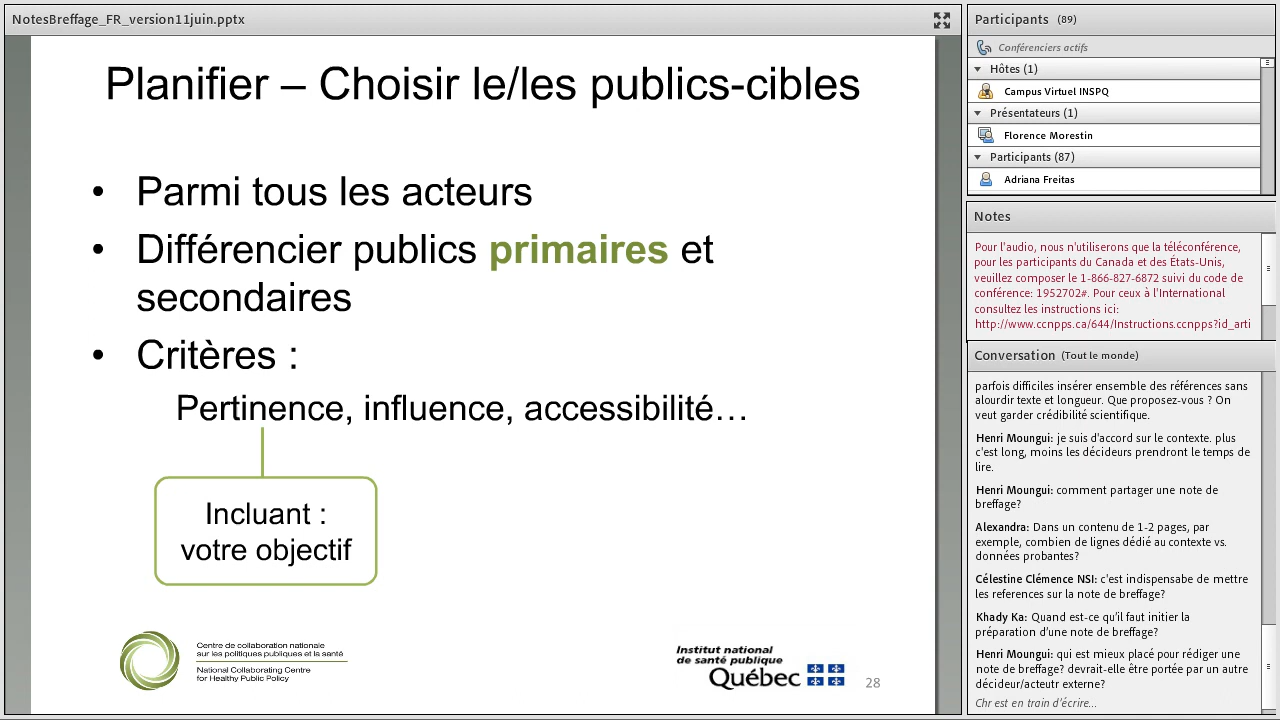 NotesBreffage_FR_version11juin.pptx
Planifier – Choisir le/les publics-cibles
• Parmi tous les acteurs
• Différencier publics primaires et
secondaires
• Critères :
Pertinence, influence, accessibilité…
Incluant :
votre objectif
Centre de collaboration nationale
sur les politiques publiques et la santé
National Collaborating Centre
for Healthy Public Policy
Institut national
de santé publique
Québec
28
Participants (89)
Conférenciers actifs
Hôtes (1)
Campus Virtuel INSPQ
Présentateurs (1)
Florence Morestin
Participants (87)
Adriana Freitas
Notes
Pour l'audio, nous n'utiliserons que la téléconférence,
pour les participants du Canada et des États-Unis,
veuillez composer le 1-866-827-6872 suivi du code de
conférence: 1952702#. Pour ceux à l'International
consultez les instructions ici:
http://www.ccnpps.ca/644/Instructions.ccnpps?id_arti
Conversation (Tout le monde)
parfois difficiles insérer ensemble des références sans
alourdir texte et longueur. Que proposez-vous ? On
veut garder crédibilité scientifique.
Henri Moungui: je suis d'accord sur le contexte. plus
c'est long, moins les décideurs prendront le temps de
lire.
Henri Moungui: comment partager une note de
breffage?
Alexandra: Dans un contenu de 1-2 pages, par
exemple, combien de lignes dédié au contexte vs.
données probantes?
Célestine Clémence NSI: c'est indispensabe de mettre
les references sur la note de breffage?
Khady Ka: Quand est-ce qu'il faut initier la
préparation d'une note de breffage?
Henri Moungui: qui est mieux placé pour rédiger une
note de breffage? devrait-elle être portée par un autre
décideur/acteutr externe?
Chr est en train d'écrire...